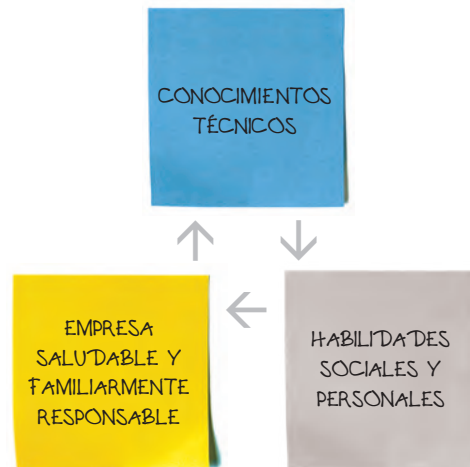 CONOCIMIENTOS
TÉCNICOS
EMPRESA
SALUDABLE Y
FAMILIARMENTE
RESPONSABLE
HABILIDADES
SOCIALES Y
PERSONALES